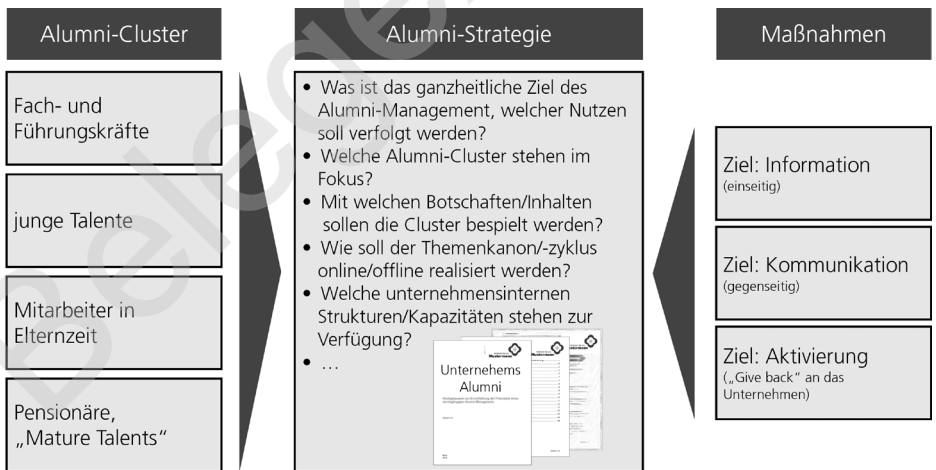 Alumni-Cluster
Fach- und
Führungskräfte
junge Talente
Mitarbeiter in
Elternzeit
Pensionäre,
„Mature Talents“
Alumni-Strategie
• Was ist das ganzheitliche Ziel des
Alumni-Management, welcher Nutzen
soll verfolgt werden?
• Welche Alumni-Cluster stehen im
Fokus?
• Mit welchen Botschaften/Inhalten
sollen die Cluster bespielt werden?
• Wie soll der Themenkanon/-zyklus
online/offline realisiert werden?
• Welche unternehmensinternen
Strukturen/Kapazitäten stehen zur
Verfügung?
• …
Mustermann
Unternehems
Alumni
Maßnahmen
Ziel: Information
(einseitig)
Ziel: Kommunikation
(gegenseitig)
Ziel: Aktivierung
(„Give back“ an das
Unternehmen)